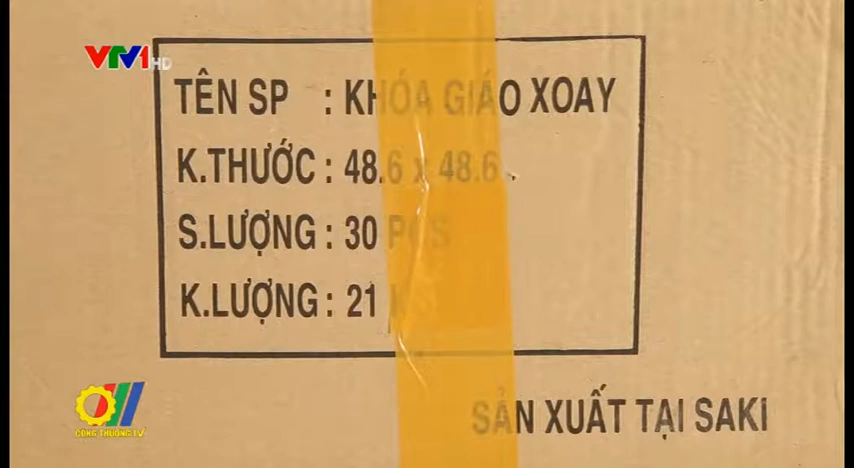 VTV1 HD
TÊN SP : KHÓA GIÁO XOAY
K.THƯỚC : 48.6 x 48.6
S.LƯỢNG : 30 PCS
K.LƯỢNG : 21
CÔNG THƯƠNG TV
SẢN XUẤT TẠI SAKI